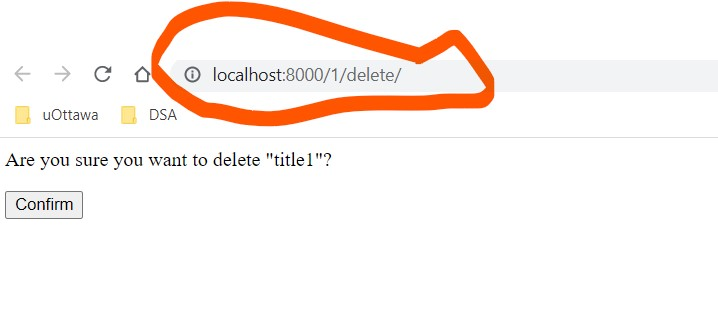 localhost:8000/1/delete/
uOttawa DSA
Are you sure you want to delete "title1"?
Confirm